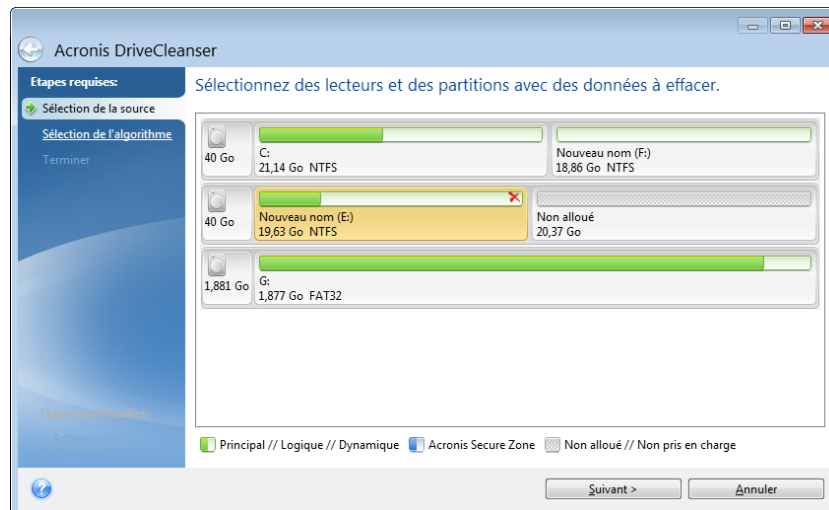 Acronis DriveCleanser
Etapes requises:
Sélection de la source
Sélection de l'algorithme
Terminer
Sélectionnez des lecteurs et des partitions avec des données à effacer.
40 Go
C:
21,14 Go NTFS
Nouveau nom (F:)
18,86 Go NTFS
40 Go
Nouveau nom (E:)
19,63 Go NTFS
Non alloué
20,37 Go
1,881 Go
G:
1,877 Go FAT32
Principal // Logique // Dynamique
Acronis Secure Zone
Non alloué // Non pris en charge
Actions post-
Suivant >
Annuler